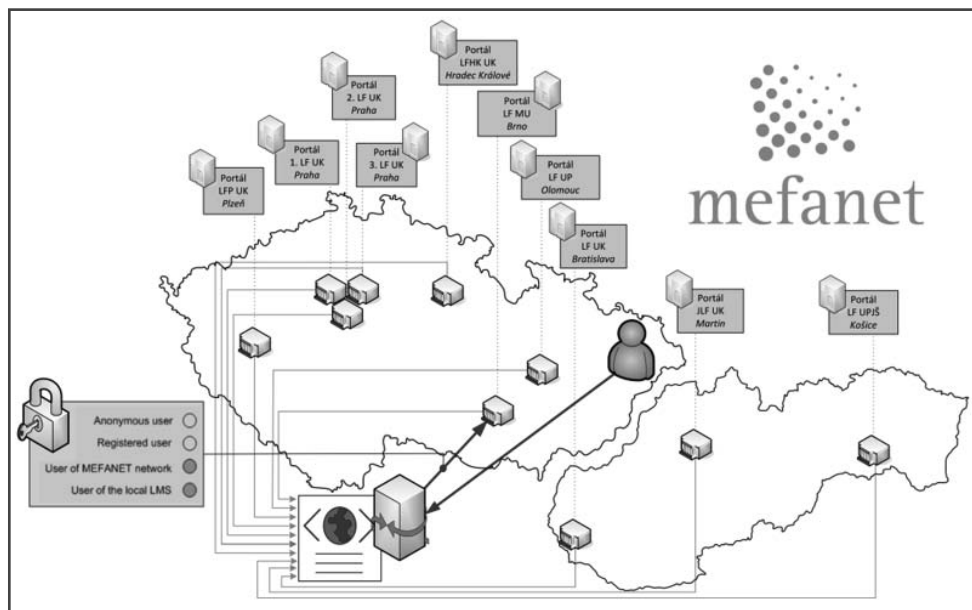 Portál
LFHK UK
Hradec Králové
Portál
2. LF UK
Praha
Portál
LF MU
Brno
Portál
1. LF UK
Praha
Portál
3. LF UK
Praha
Portál
LF UP
Olomouc
Portál
LFP UK
Plzeň
mefanet
Portál
LF UK
Bratislava
Portál
JLF UK
Martin
Portál
LF UPJŠ
Košice
Anonymous user
Registered user
User of MEFANET network
User of the local LMS